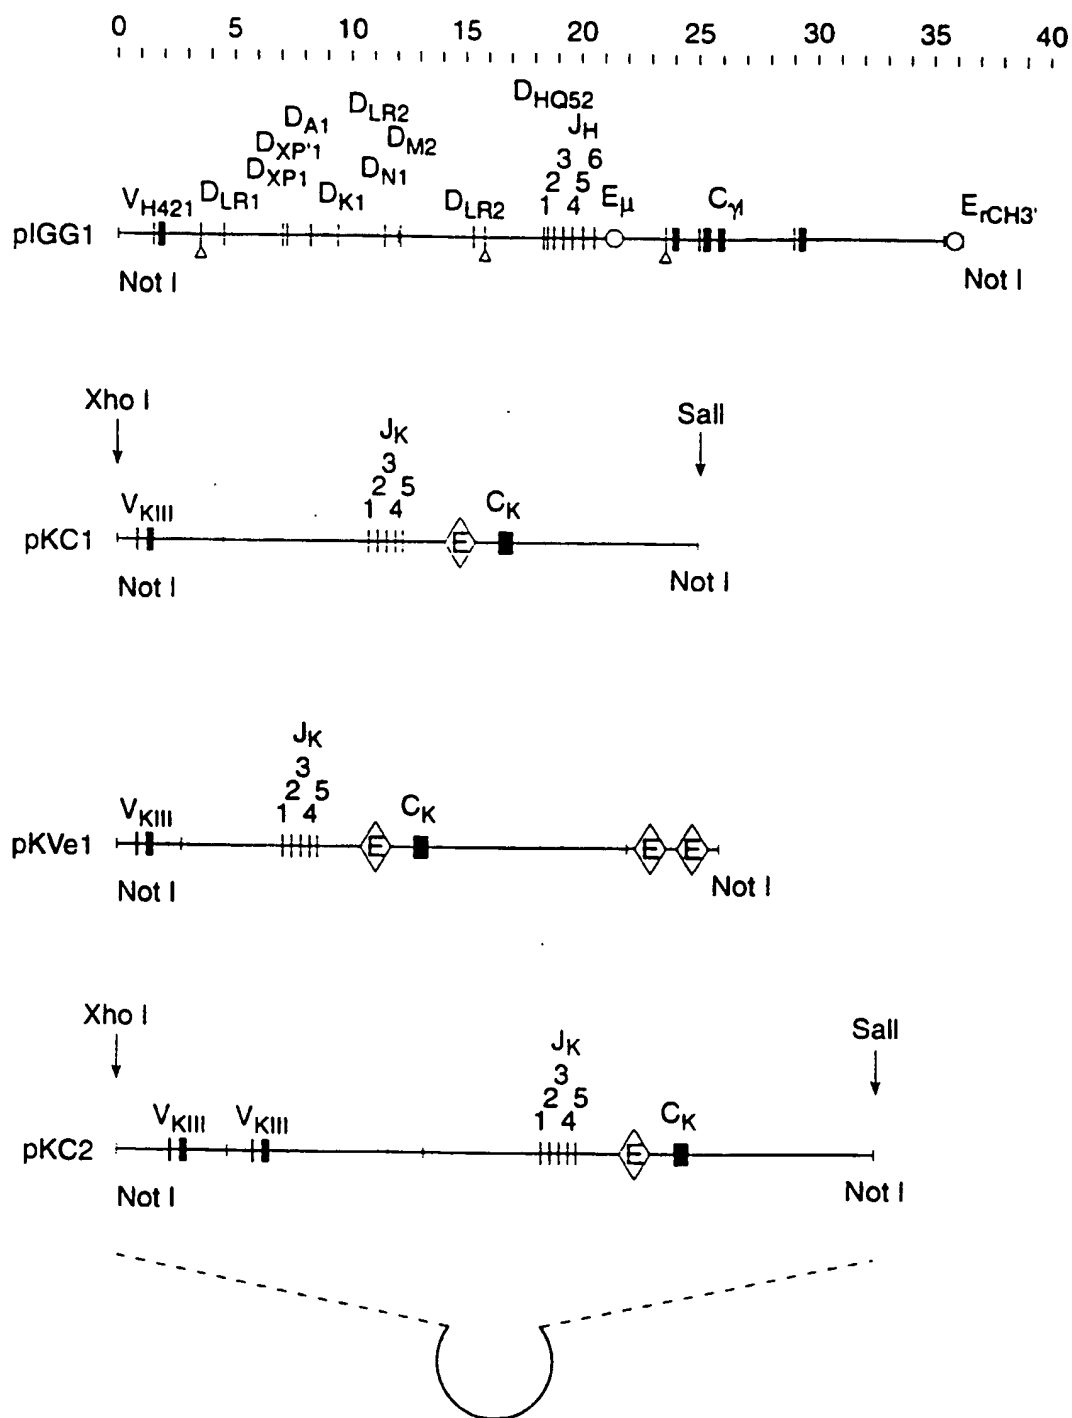 0 5 10 15 20 25 30 35 40
DHQ52
DLR2
DA1
JH
DXP'1
DM2
3 6
DXP1
DN1
2 5
VH421
DLR1
DK1
DLR2
1 4
Eμ
CγI
ErCH3'
pIGG1
Not I
Not I
Xho I
SalI
JK
3
2 5
1 4
VKIII
CK
pKC1
E
Not I
Not I
JK
3
2 5
1 4
VKIII
CK
pKVe1
E
E
E
Not I
Not I
Xho I
SalI
JK
3
2 5
1 4
VKIII
VKIII
CK
pKC2
E
Not I
Not I